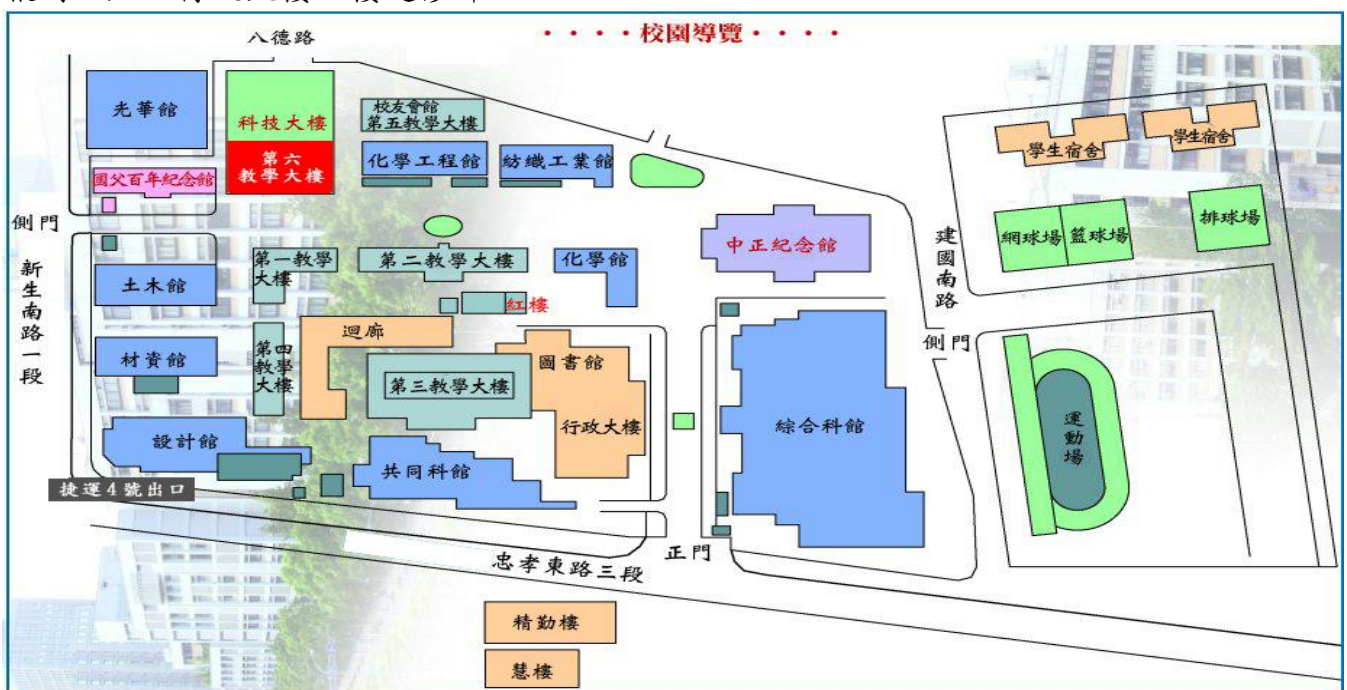 八德路
・・・・校園導覽・・・・
光華館
科技大樓
校友會館
第五教學大樓
第六
教學大樓
化學工程館
紡織工業館
學生宿舍
學生宿舍
國父百年紀念館
側門
新生南路一段
土木館
第一教學
大樓
第二教學大樓
化學館
中正紀念館
建國南路
網球場
籃球場
排球場
紅樓
迴廊
材資館
第四
教學
大樓
第三教學大樓
圖書館
行政大樓
側門
設計館
共同科館
綜合科館
運動場
捷運4號出口
忠孝東路三段
正門
精勤樓
慧樓